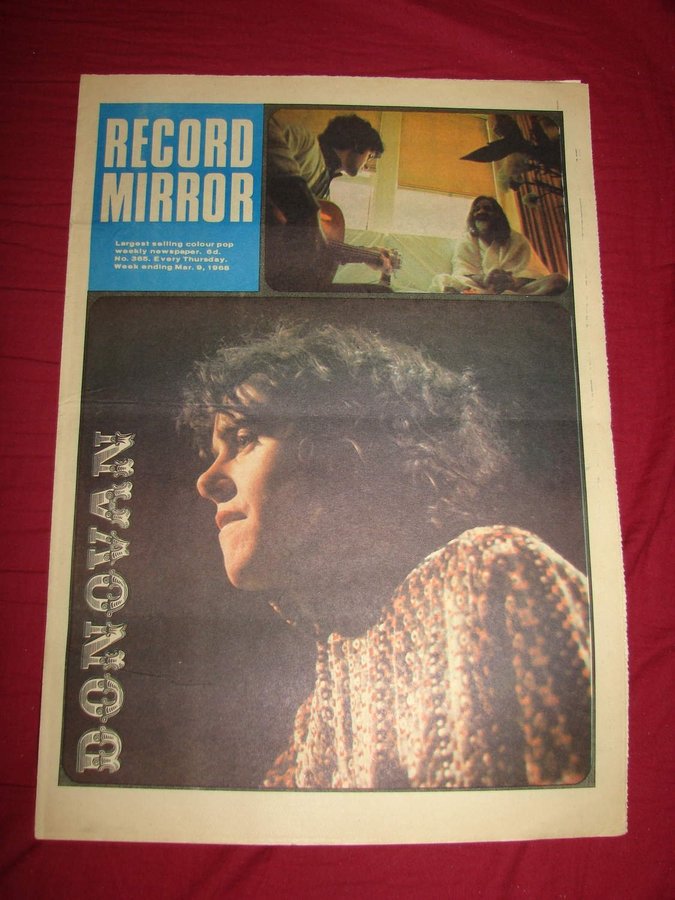 RECORD
MIRROR
Largest selling colour pop
weekly newspaper. 6d.
No. 365. Every Thursday.
Week ending Mar. 9, 1968
DONOVAN